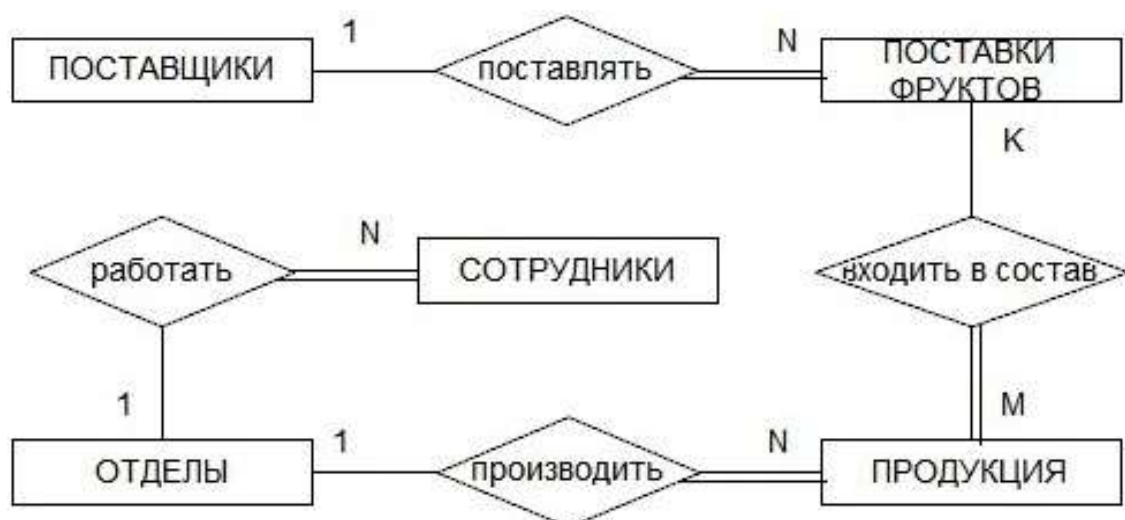 1
N
ПОСТАВЩИКИ
поставлять
ПОСТАВКИ
ФРУКТОВ
K
N
работать
СОТРУДНИКИ
входить в состав
1
1
N
M
ОТДЕЛЫ
производить
ПРОДУКЦИЯ